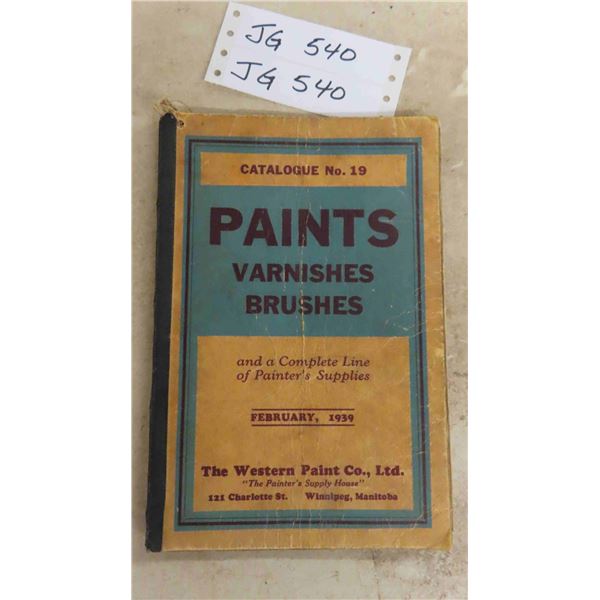 JG 540
JG 540
CATALOGUE No. 19
PAINTS
VARNISHES
BRUSHES
and a Complete Line
of Painter's Supplies
FEBRUARY, 1939
The Western Paint Co., Ltd.
"The Painter's Supply House"
121 Charlotte St. Winnipeg, Manitoba